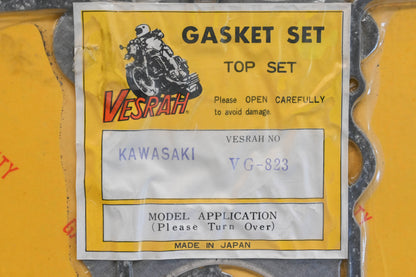 GASKET SET
TOP SET
VESRAH
Please OPEN CAREFULLY
to avoid damage.
VESRAH NO
KAWASAKI
VG-823
MODEL APPLICATION
(Please Turn Over)
MADE IN JAPAN